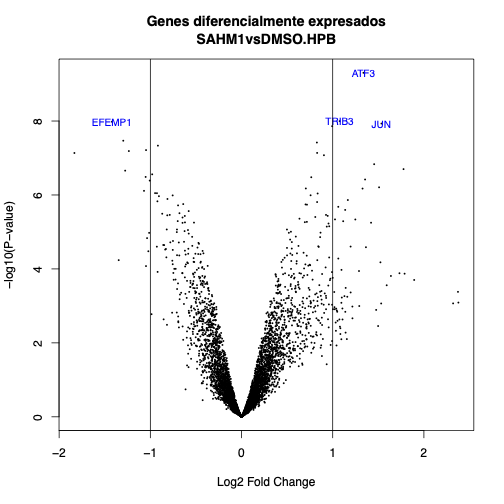 Genes diferencialmente expresados
SAHM1vsDMSO.HPB
ATF3
EFEMP1
TRIB3
JUN
8
6
4
2
0
−log10(P−value)
−2
−1
0
1
2
Log2 Fold Change